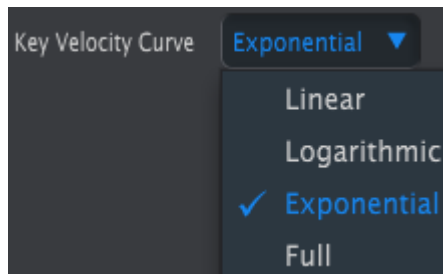 Key Velocity Curve Exponential
Linear
Logarithmic
Exponential
Full